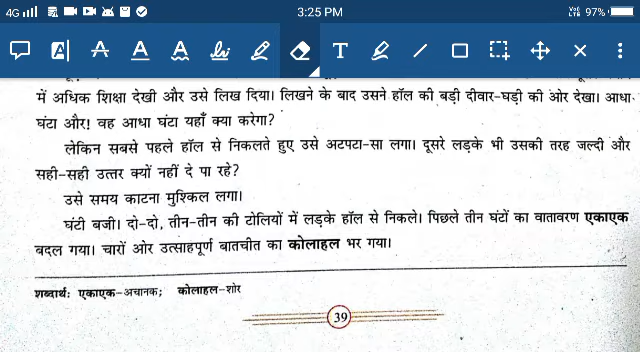 4G 3:25 PM Vo) LTE 97%
A A A A T
में अधिक शिक्षा देखी और उसे लिख दिया। लिखने के बाद उसने हॉल की बड़ी दीवार-घड़ी की ओर देखा। आधा
घंटा और! वह आधा घंटा यहाँ क्या करेगा?
लेकिन सबसे पहले हॉल से निकलते हुए उसे अटपटा-सा लगा। दूसरे लड़के भी उसकी तरह जल्दी और
सही-सही उत्तर क्यों नहीं दे पा रहे?
उसे समय काटना मुश्किल लगा।
घंटी बजी। दो-दो, तीन-तीन की टोलियों में लड़के हॉल से निकले। पिछले तीन घंटों का वातावरण एकाएक
बदल गया। चारों ओर उत्साहपूर्ण बातचीत का कोलाहल भर गया।
शब्दार्थः एकाएक-अचानक; कोलाहल-शोर
39